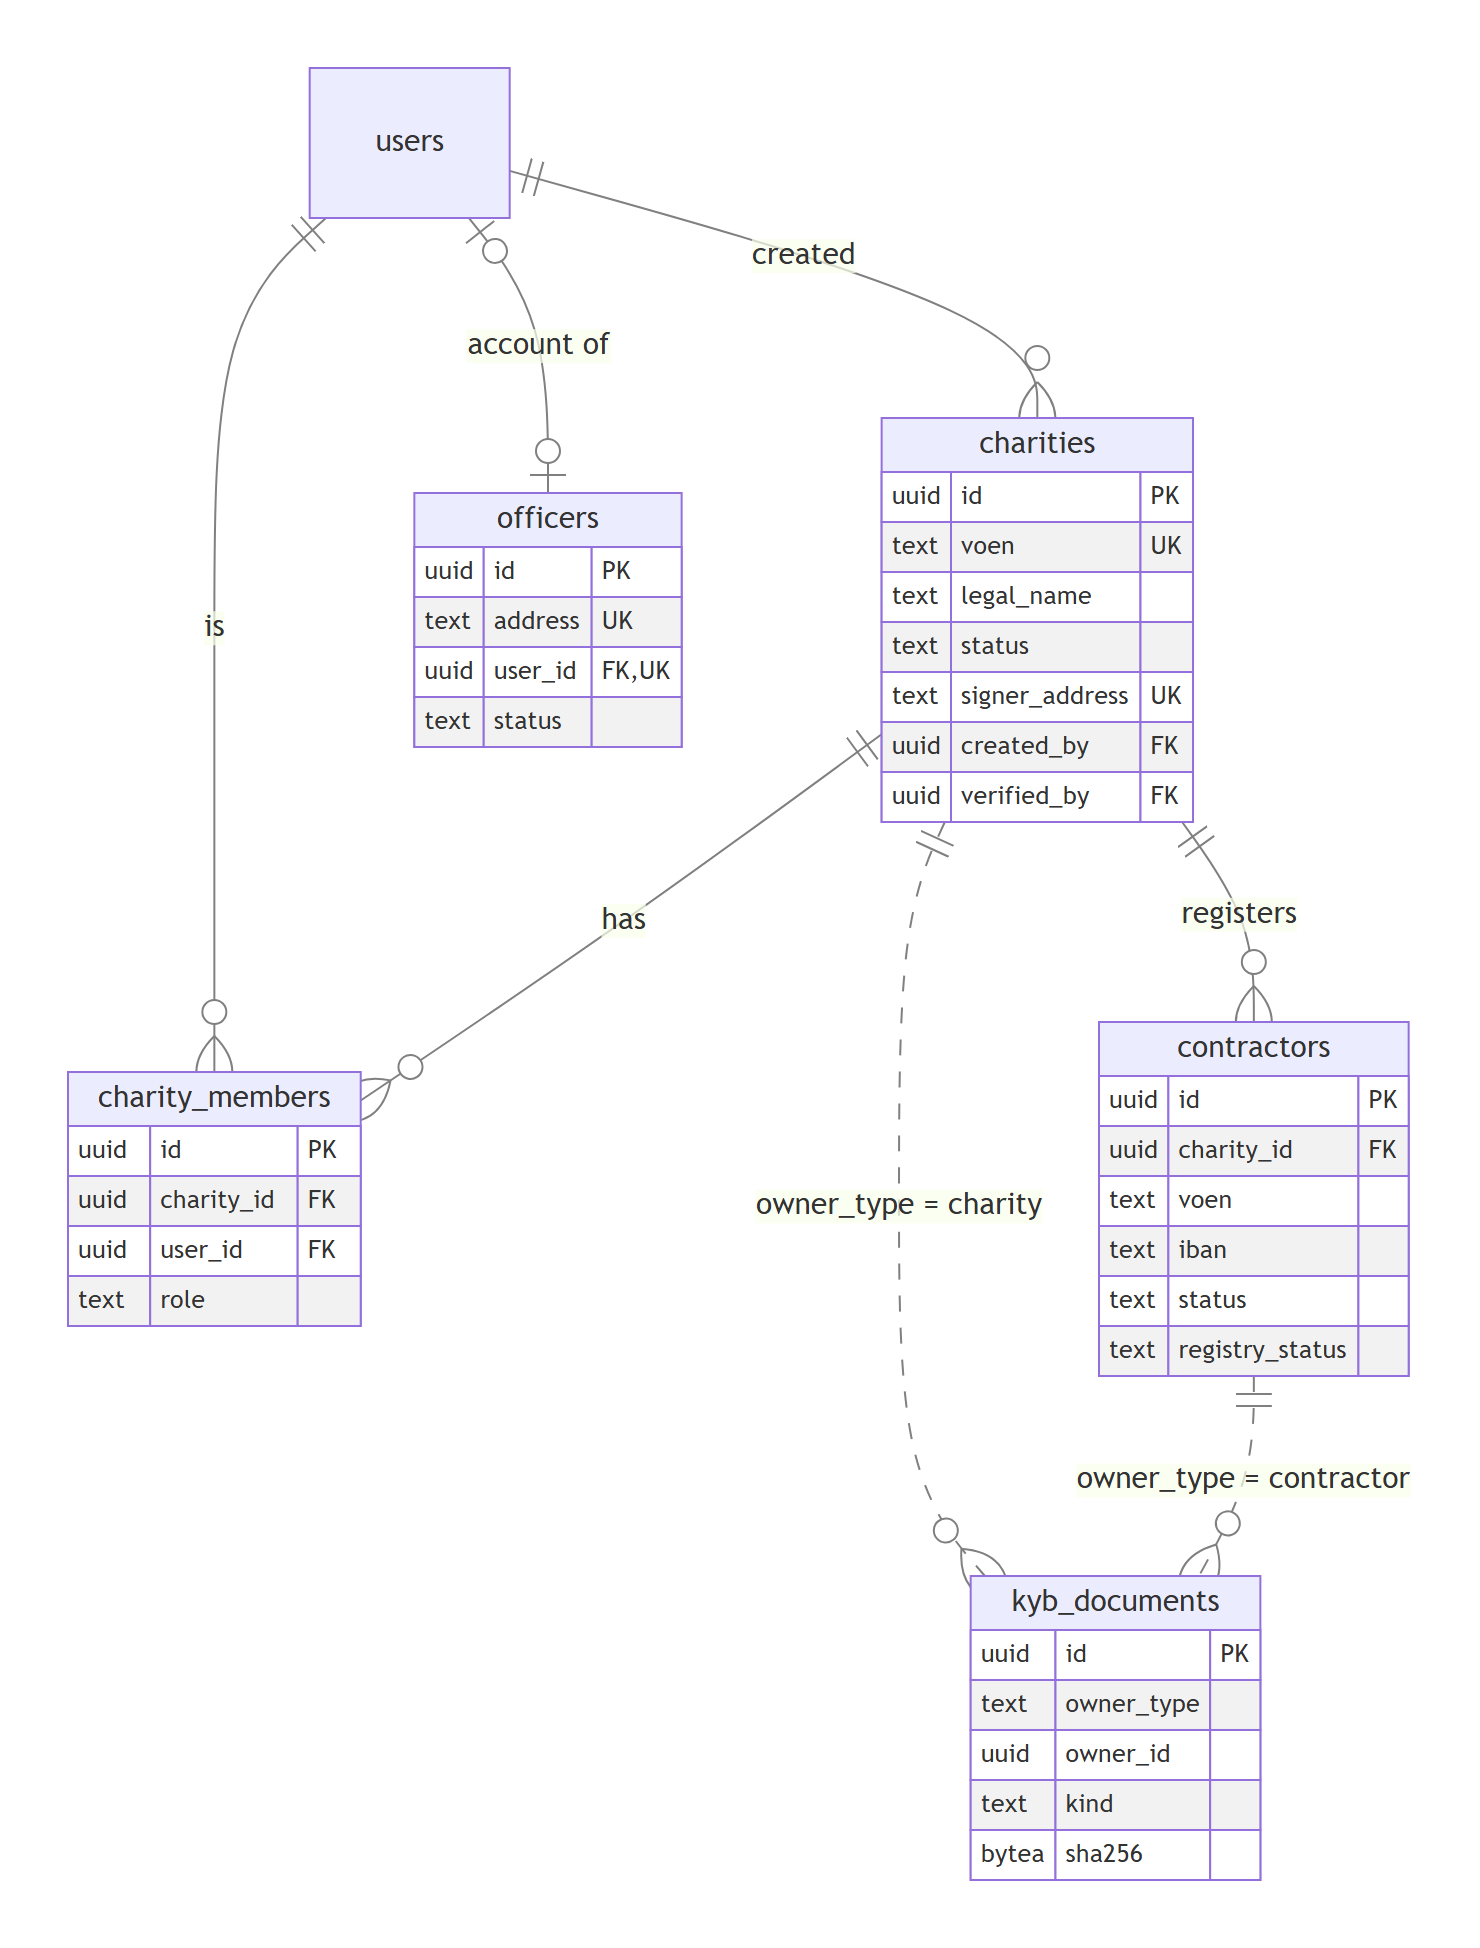 users
created
account of
charities
uuid id PK
text voen UK
text legal_name
text status
text signer_address UK
uuid created_by FK
uuid verified_by FK
officers
uuid id PK
text address UK
uuid user_id FK,UK
text status
is
has
registers
contractors
uuid id PK
uuid charity_id FK
text voen
text iban
text status
text registry_status
charity_members
uuid id PK
uuid charity_id FK
uuid user_id FK
text role
owner_type = charity
owner_type = contractor
kyb_documents
uuid id PK
text owner_type
uuid owner_id
text kind
bytea sha256